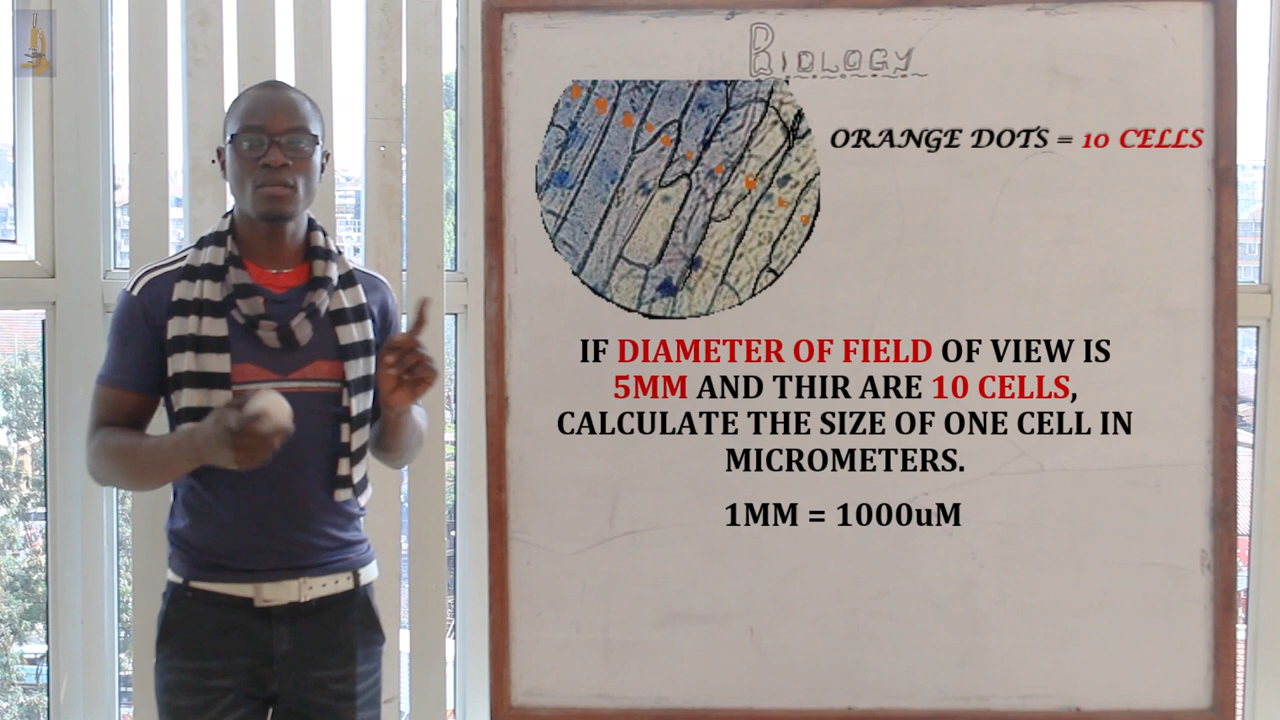 BIOLOGY
ORANGE DOTS = 10 CELLS
IF DIAMETER OF FIELD OF VIEW IS
5MM AND THIR ARE 10 CELLS,
CALCULATE THE SIZE OF ONE CELL IN
MICROMETERS.
1MM = 1000uM